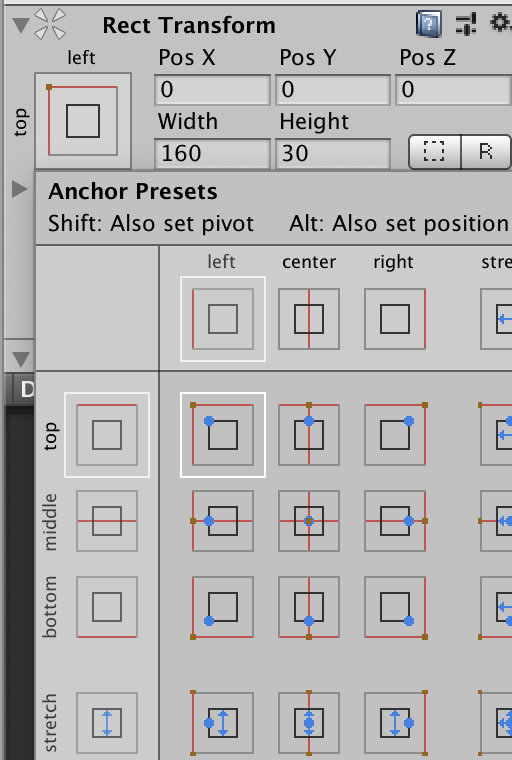 Rect Transform
left
Pos X
Pos Y
Pos Z
top
0
0
0
Width
Height
160
30
R
Anchor Presets
Shift: Also set pivot
Alt: Also set position
left
center
right
stre
D
top
middle
bottom
stretch